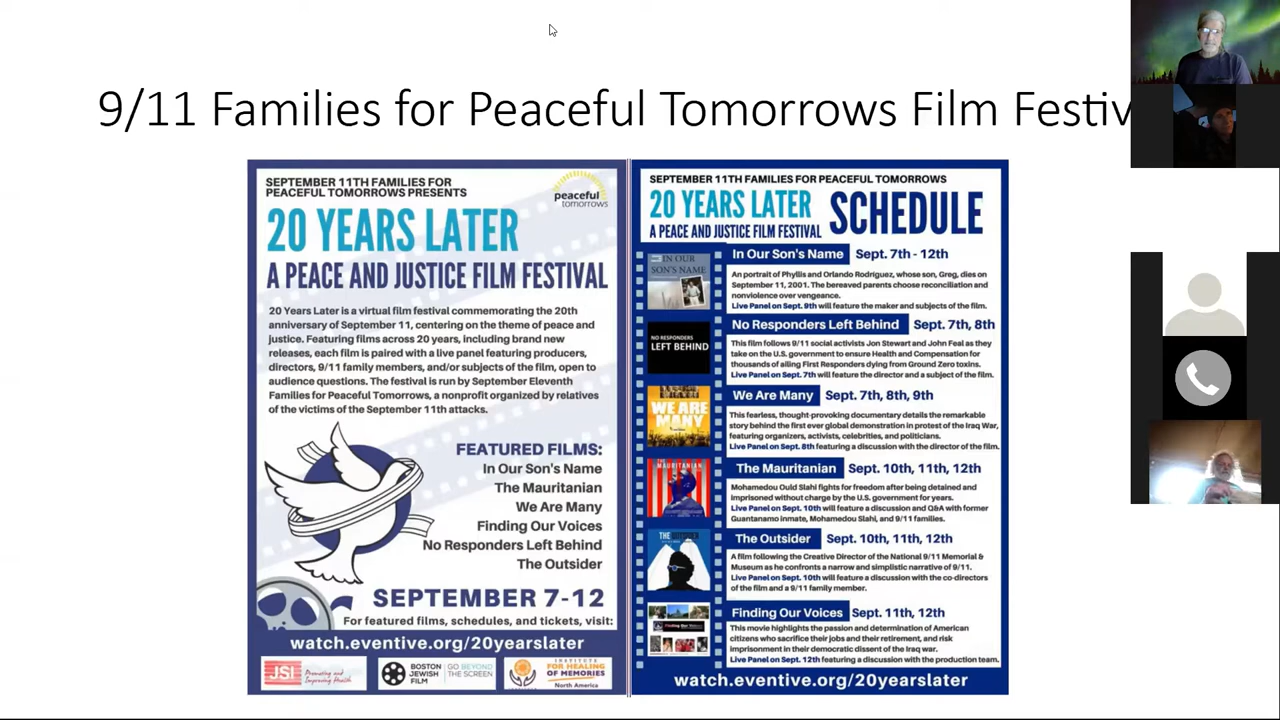 9/11 Families for Peaceful Tomorrows Film Festiv
SEPTEMBER 11TH FAMILIES FOR
PEACEFUL TOMORROWS PRESENTS
peaceful
tomorrows
20 YEARS LATER
A PEACE AND JUSTICE FILM FESTIVAL
20 Years Later is a virtual film festival commemorating the 20th
anniversary of September 11, centering on the theme of peace and
justice. Featuring films across 20 years, including brand new
releases, each film is paired with a live panel featuring producers,
directors, 9/11 family members, and/or subjects of the film, open to
audience questions. The festival is run by September Eleventh
Families for Peaceful Tomorrows, a nonprofit organized by relatives
of the victims of the September 11th attacks.
FEATURED FILMS:
In Our Son's Name
The Mauritanian
We Are Many
Finding Our Voices
No Responders Left Behind
The Outsider
SEPTEMBER 7-12
For featured films, schedules, and tickets, visit:
watch.eventive.org/20yearslater
JSI
Promoting and
Improving Health
BOSTON
JEWISH
FILM
GO BEYOND
THE SCREEN
INSTITUTE
FOR HEALING
OF MEMORIES
North America
SEPTEMBER 11TH FAMILIES FOR PEACEFUL TOMORROWS
20 YEARS LATER
A PEACE AND JUSTICE FILM FESTIVAL
SCHEDULE
IN OUR
SON'S NAME
In Our Son's Name Sept. 7th - 12th
An portrait of Phyllis and Orlando Rodriguez, whose son, Greg, dies on
September 11, 2001. The bereaved parents choose reconciliation and
nonviolence over vengeance.
Live Panel on Sept. 9th will feature the maker and subjects of the film.
NO RESPONDERS
LEFT BEHIND
No Responders Left Behind Sept. 7th, 8th
This film follows 9/11 social activists Jon Stewart and John Feal as they
take on the U.S. government to ensure Health and Compensation for
thousands of ailing First Responders dying from Ground Zero toxins.
Live Panel on Sept. 7th will feature the director and a subject of the film.
WE ARE
MANY
We Are Many Sept. 7th, 8th, 9th
This fearless, thought-provoking documentary details the remarkable
story behind the first ever global demonstration in protest of the Iraq War,
featuring organizers, activists, celebrities, and politicians.
Live Panel on Sept. 8th featuring a discussion with the director of the film.
The Mauritanian Sept. 10th, 11th, 12th
Mohamedou Ould Slahi fights for freedom after being detained and
imprisoned without charge by the U.S. government for years.
Live Panel on Sept. 10th will feature a discussion and Q&A with former
Guantanamo inmate, Mohamedou Slahi, and 9/11 families.
THE OUTSIDER
The Outsider Sept. 10th, 11th, 12th
A film following the Creative Director of the National 9/11 Memorial &
Museum as he confronts a narrow and simplistic narrative of 9/11.
Live Panel on Sept. 10th will feature a discussion with the co-directors
of the film and a 9/11 family member.
Finding Our Voices Sept. 11th, 12th
This movie highlights the passion and determination of American
citizens who sacrifice their jobs and their retirement, and risk
imprisonment in their democratic dissent of the Iraq war.
Live Panel on Sept. 12th featuring a discussion with the production team.
watch.eventive.org/20yearslater